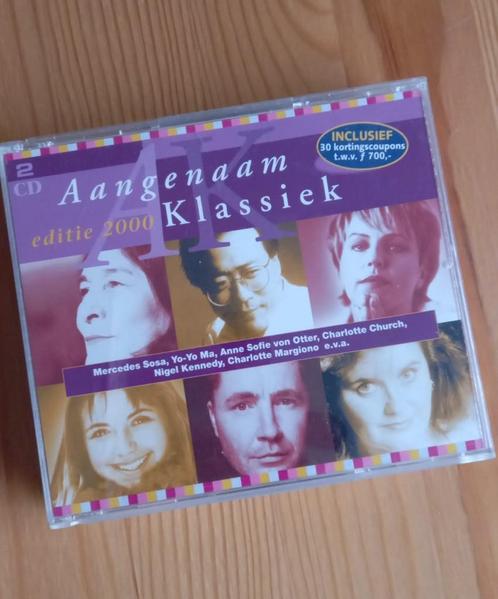 2
CD
AK
Aangenaam
editie 2000 Klassiek
INCLUSIEF
30 kortingscoupons
t.w.v. ƒ 700,-
Mercedes Sosa, Yo-Yo Ma, Anne Sofie von Otter, Charlotte Church,
Nigel Kennedy, Charlotte Margiono e.v.a.